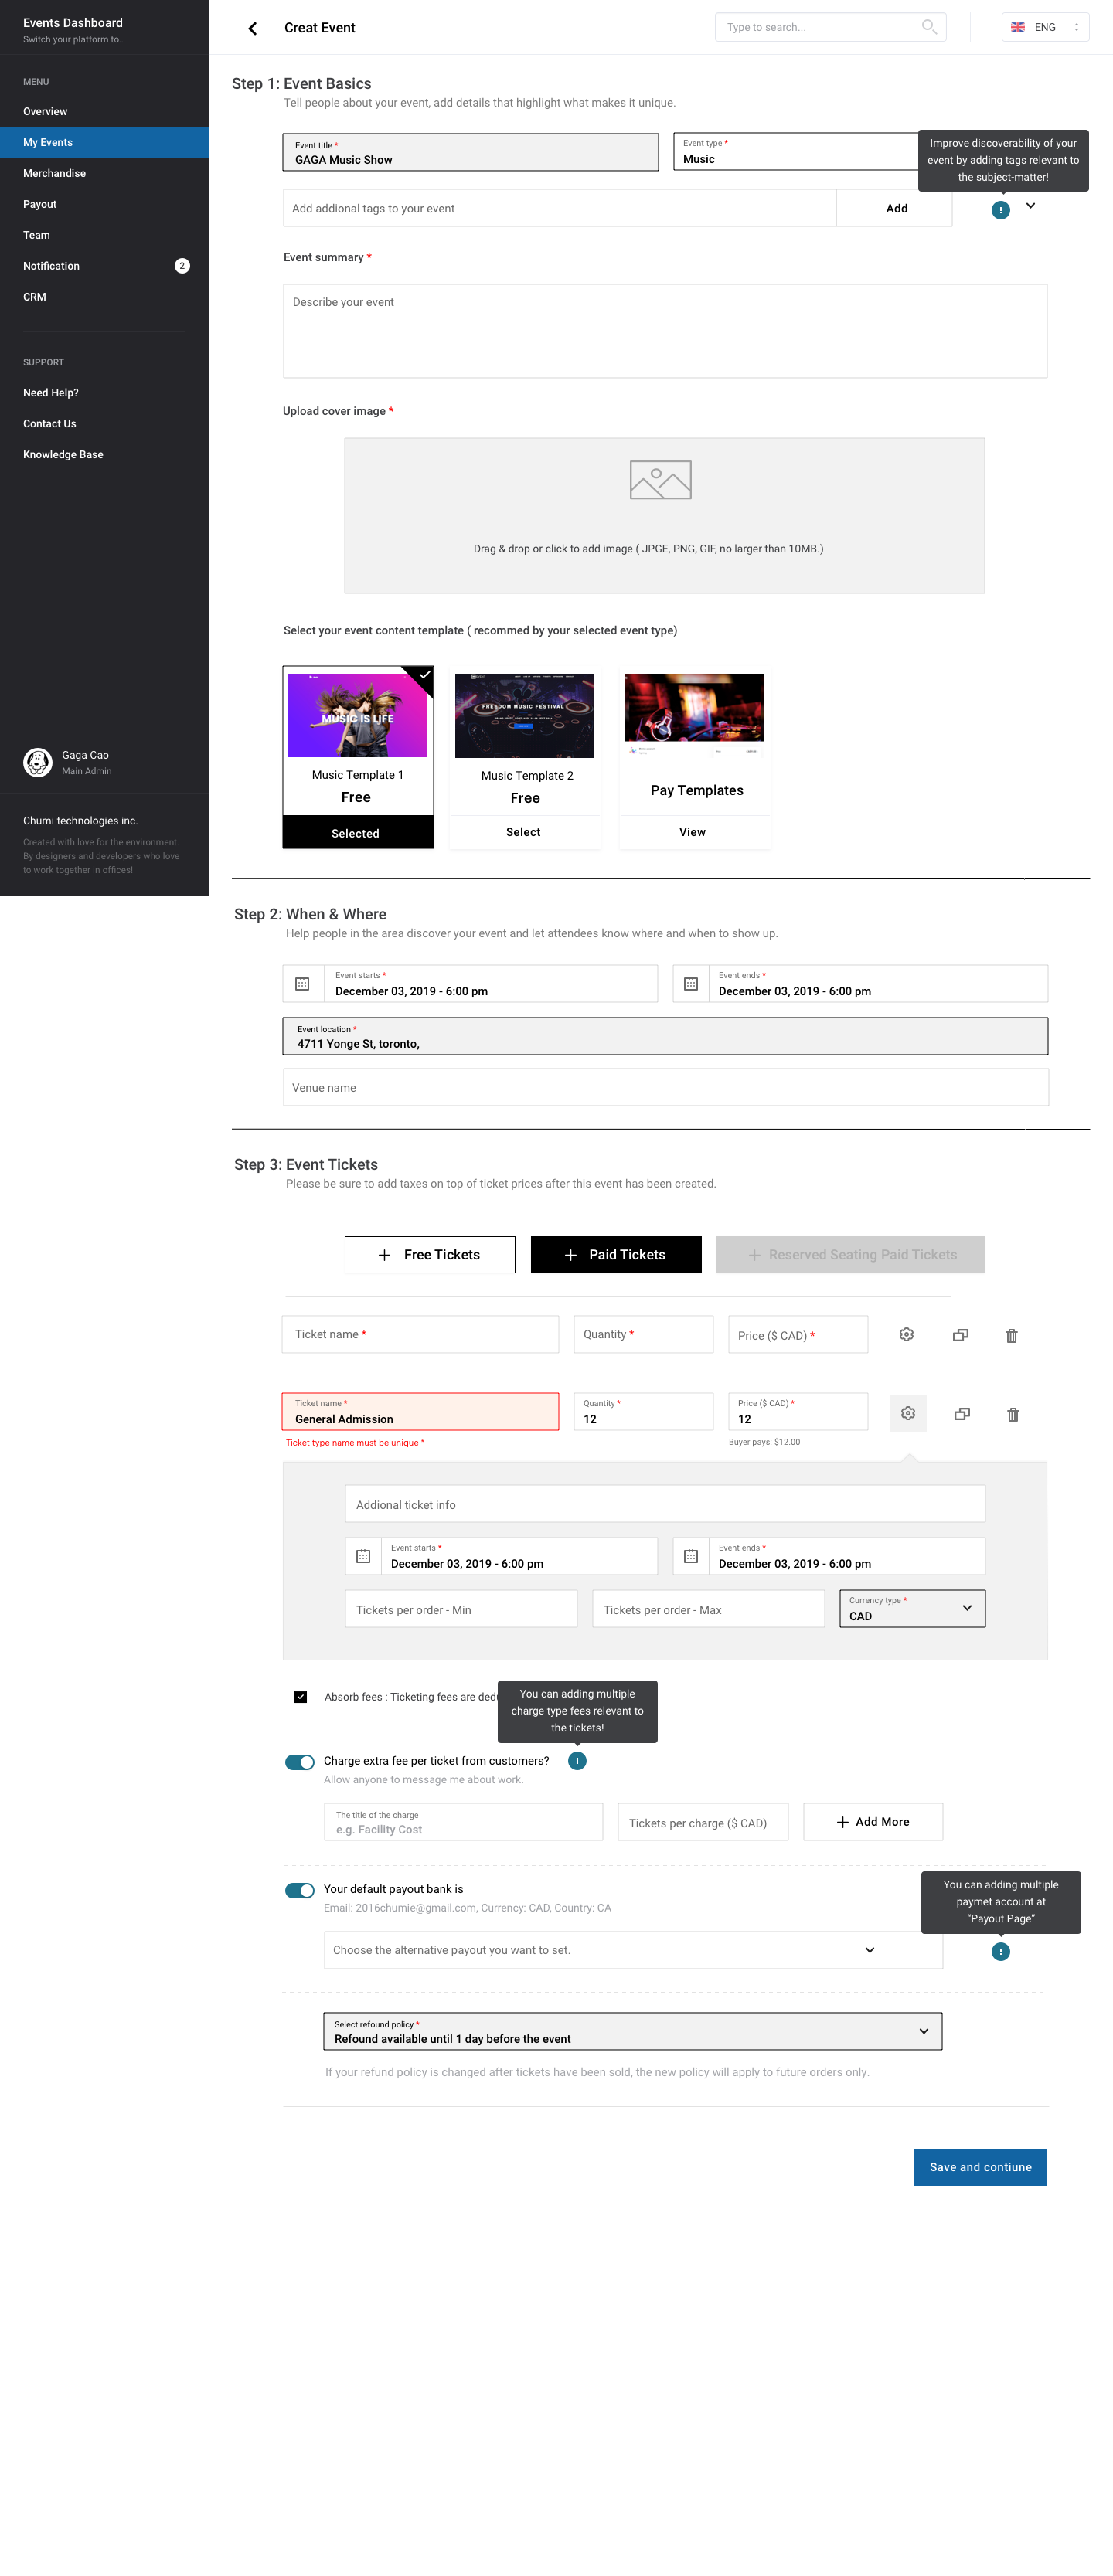 Events Dashboard
Switch your platform to...
MENU
Overview
My Events
Merchandise
Payout
Team
Notification 2
CRM
SUPPORT
Need Help?
Contact Us
Knowledge Base
Gaga Cao
Main Admin
Chumi technologies inc.
Created with love for the environment.
By designers and developers who love
to work together in offices!
Creat Event
Type to search...
ENG
Step 1: Event Basics
Tell people about your event, add details that highlight what makes it unique.
Event title *
GAGA Music Show
Event type *
Music
Improve discoverability of your
event by adding tags relevant to
the subject-matter!
Add addional tags to your event
Add
!
Event summary *
Describe your event
Upload cover image *
Drag & drop or click to add image ( JPGE, PNG, GIF, no larger than 10MB.)
Select your event content template ( recommed by your selected event type)
MUSIC IS LIFE
Music Template 1
Free
Selected
FREEDOM MUSIC FESTIVAL
Music Template 2
Free
Select
Pay Templates
View
Step 2: When & Where
Help people in the area discover your event and let attendees know where and when to show up.
Event starts *
December 03, 2019 - 6:00 pm
Event ends *
December 03, 2019 - 6:00 pm
Event location *
4711 Yonge St, toronto,
Venue name
Step 3: Event Tickets
Please be sure to add taxes on top of ticket prices after this event has been created.
Free Tickets
Paid Tickets
Reserved Seating Paid Tickets
Ticket name *
Quantity *
Price ($ CAD) *
Ticket name *
General Admission
Quantity *
12
Price ($ CAD) *
12
Ticket type name must be unique *
Buyer pays: $12.00
Addional ticket info
Event starts *
December 03, 2019 - 6:00 pm
Event ends *
December 03, 2019 - 6:00 pm
Tickets per order - Min
Tickets per order - Max
Currency type *
CAD
Absorb fees : Ticketing fees are
You can adding multiple
charge type fees relevant to
the tickets!
Charge extra fee per ticket from customers?
!
Allow anyone to message me about work.
The title of the charge
e.g. Facility Cost
Tickets per charge ($ CAD)
Add More
Your default payout bank is
Email: 2016chumie@gmail.com, Currency: CAD, Country: CA
You can adding multiple
paymet account at
“Payout Page”
Choose the alternative payout you want to set.
!
Select refound policy *
Refound available until 1 day before the event
If your refund policy is changed after tickets have been sold, the new policy will apply to future orders only.
Save and contiune